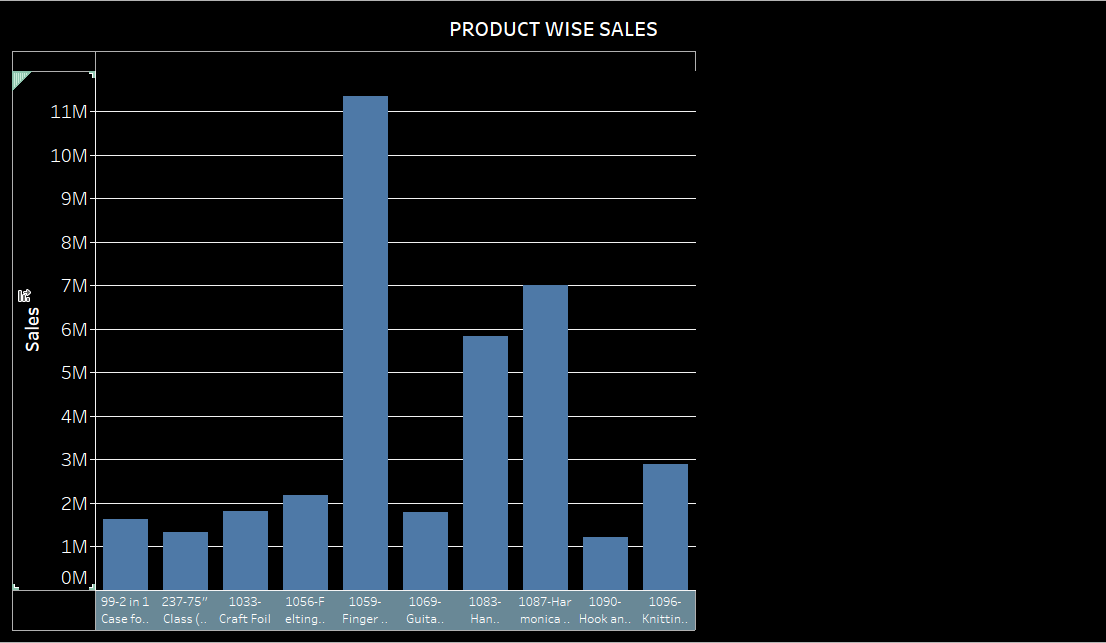 PRODUCT WISE SALES
11M
10M
9M
8M
7M
6M
5M
4M
3M
2M
1M
0M
Sales
99-2 in 1 Case fo..
237-75" Class (..
1033- Craft Foil
1056-F elting..
1059- Finger ..
1069- Guita..
1083- Han..
1087-Har monica ..
1090- Hook an..
1096- Knittin..